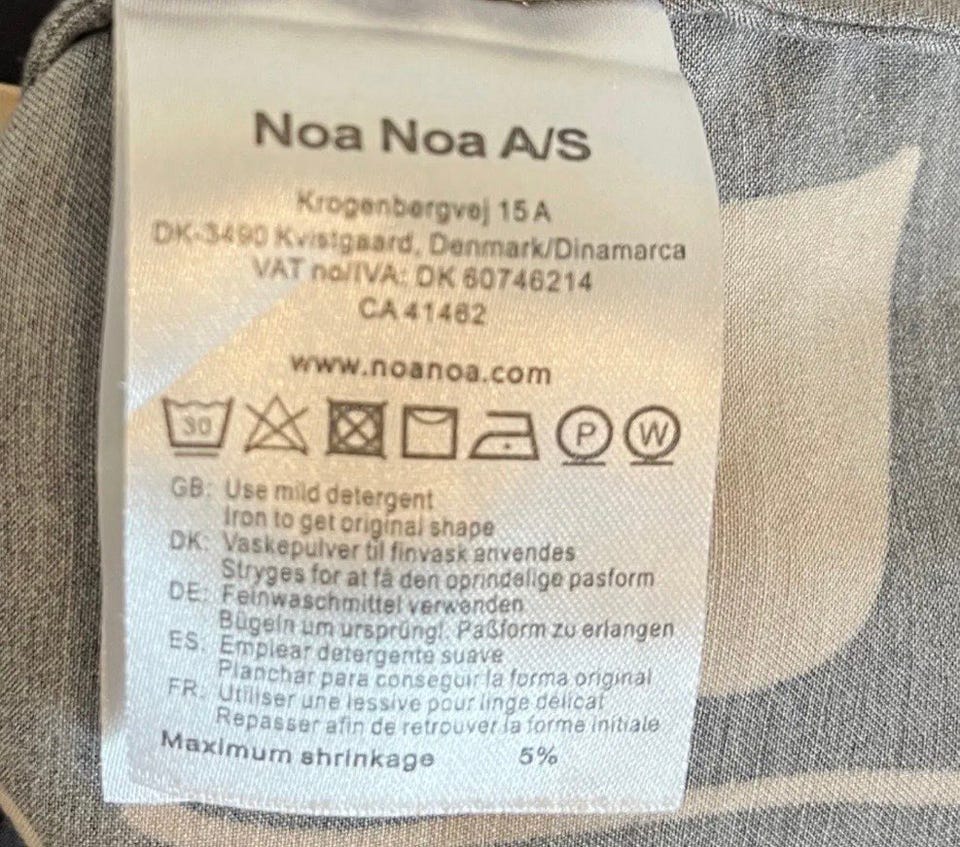 Noa Noa A/S
Krogenbergvej 15 A
DK-3490 Kvistgaard, Denmark/Dinamarca
VAT no/IVA: DK 60746214
CA 41462
www.noanoa.com
30 P W
GB: Use mild detergent
Iron to get original shape
DK: Vaskepulver til finvask anvendes
Stryges for at få den oprindelige pasform
DE: Feinwaschmittel verwenden
Bügeln um ursprüngl. Paßform zu erlangen
ES. Emplear detergente suave
Planchar para conseguir la forma original
FR. Utiliser une lessive pour linge délicat
Repasser afin de retrouver la forme initiale
Maximum shrinkage 5%